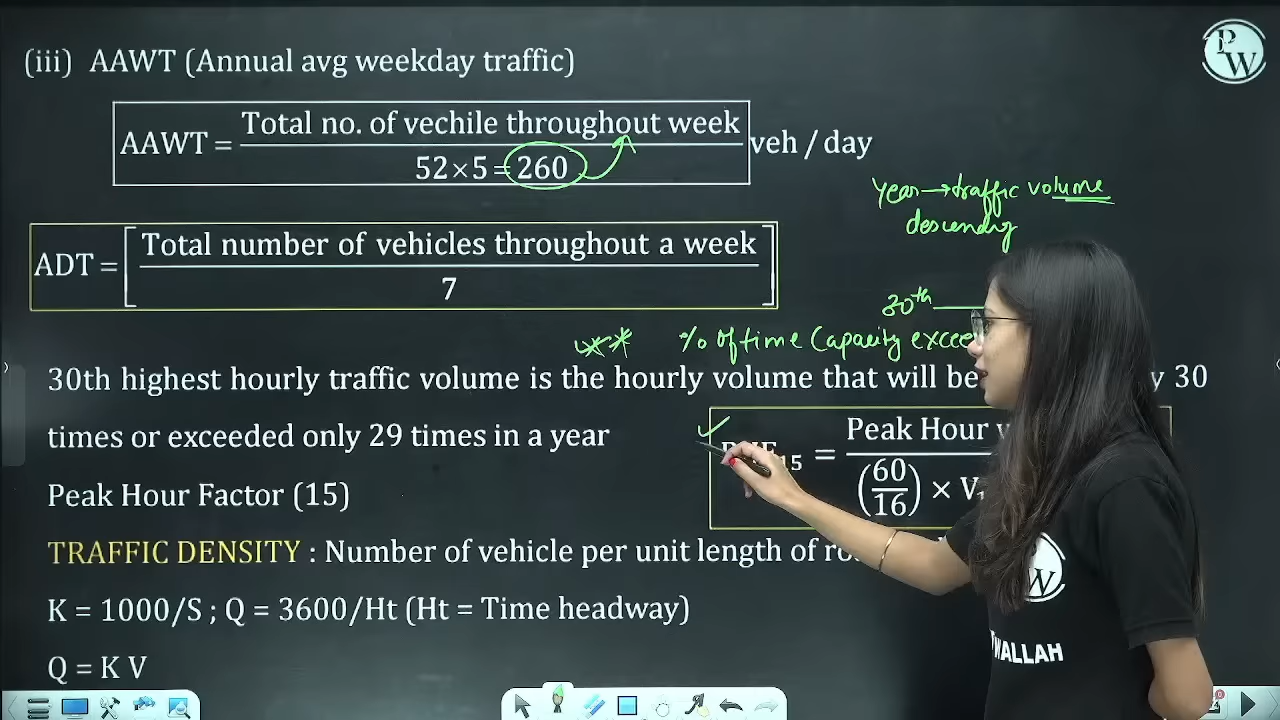 (iii) AAWT (Annual avg weekday traffic)
PW
AAWT = Total no. of vechile throughout week / 52×5=260 veh / day
Year→traffic volume
descending
ADT = [Total number of vehicles throughout a week / 7]
30th
** % of time Capacity
30th highest hourly traffic volume is the hourly volume that will be 30
times or exceeded only 29 times in a year
15 = Peak Hour / (60/16) × V
Peak Hour Factor (15)
TRAFFIC DENSITY : Number of vehicle per unit length of
K = 1000/S ; Q = 3600/Ht (Ht = Time headway)
W
WALLAH
Q = K V